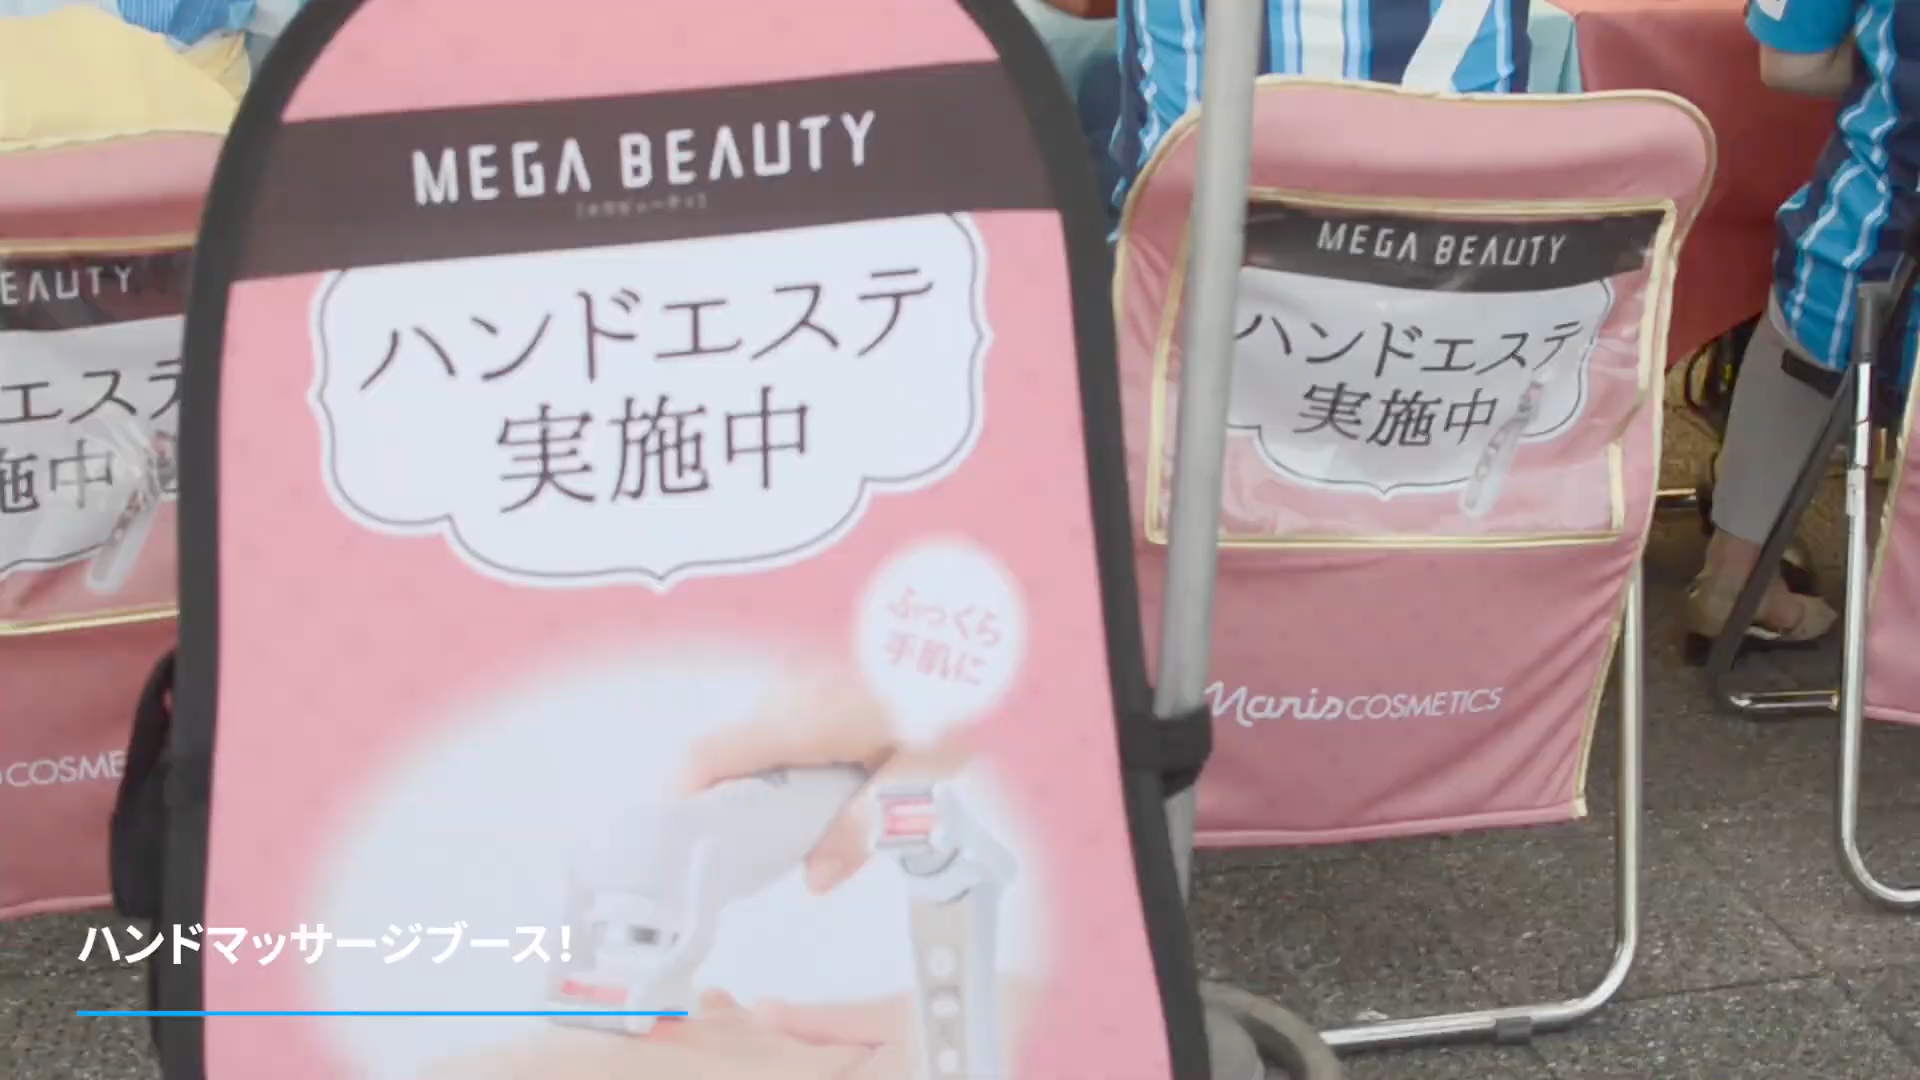 MEGA BEAUTY
ハンドエステ
実施中
ふっくら
手肌に
EAUTY
エステ
施中
COSME
MEGA BEAUTY
ハンドエステ
実施中
Maris COSMETICS
ハンドマッサージブース!